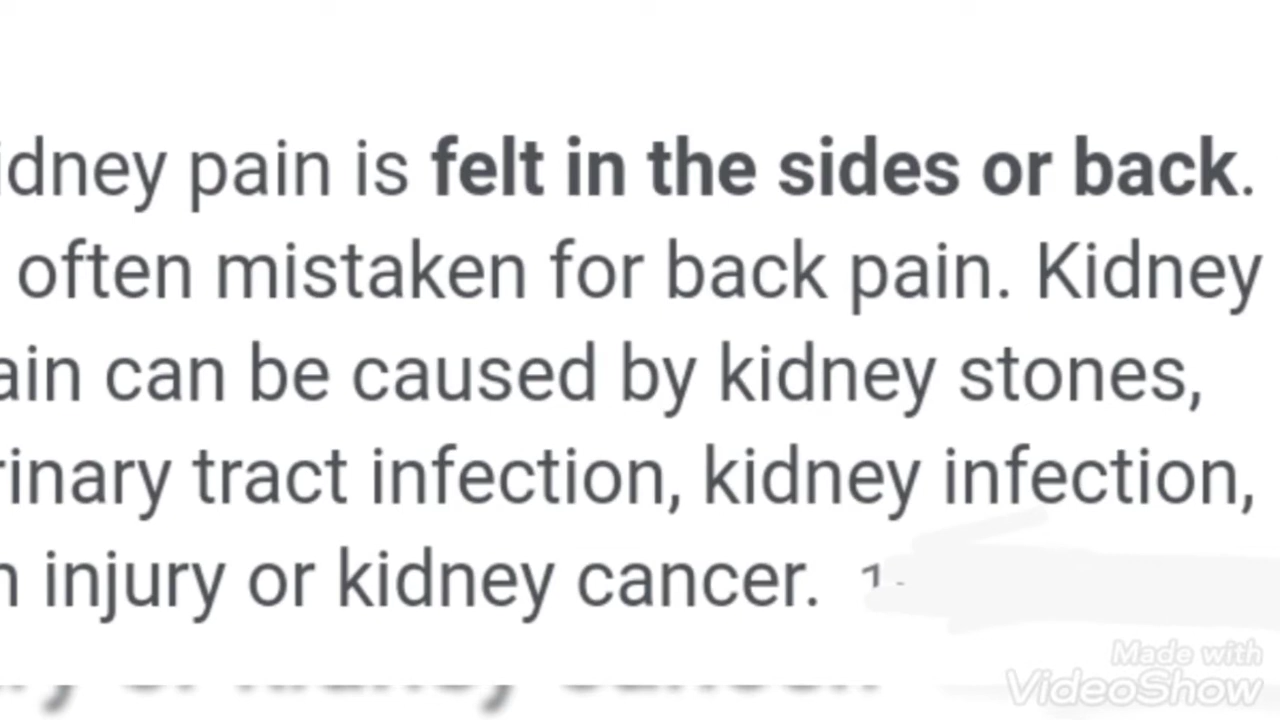 idney pain is felt in the sides or back.
often mistaken for back pain. Kidney
ain can be caused by kidney stones,
rinary tract infection, kidney infection,
n injury or kidney cancer.
Made with
VideoShow